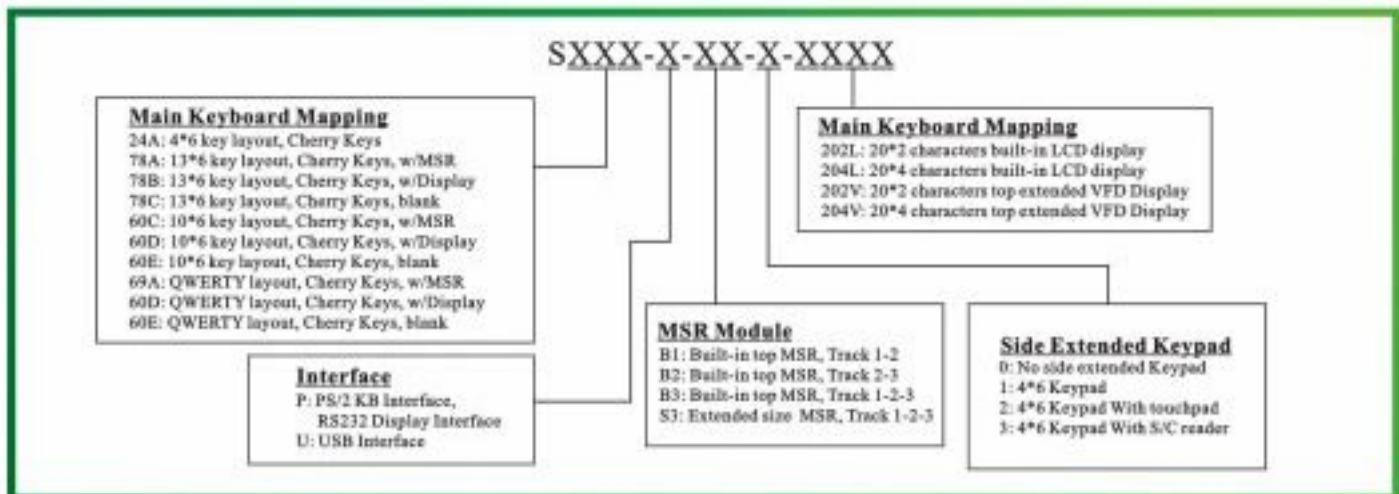 SXXX-X-XX-X-XXXX
Main Keyboard Mapping
24A: 4*6 key layout, Cherry Keys
78A: 13*6 key layout, Cherry Keys, w/MSR
78B: 13*6 key layout, Cherry Keys, w/Display
78C: 13*6 key layout, Cherry Keys, blank
60C: 10*6 key layout, Cherry Keys, w/MSR
60D: 10*6 key layout, Cherry Keys, w/Display
60E: 10*6 key layout, Cherry Keys, blank
69A: QWERTY layout, Cherry Keys, w/MSR
60D: QWERTY layout, Cherry Keys, w/Display
60E: QWERTY layout, Cherry Keys, blank
Interface
P: PS/2 KB Interface,
RS232 Display Interface
U: USB Interface
MSR Module
B1: Built-in top MSR, Track 1-2
B2: Built-in top MSR, Track 2-3
B3: Built-in top MSR, Track 1-2-3
S3: Extended size MSR, Track 1-2-3
Main Keyboard Mapping
202L: 20*2 characters built-in LCD display
204L: 20*4 characters built-in LCD display
202V: 20*2 characters top extended VFD Display
204V: 20*4 characters top extended VFD Display
Side Extended Keypad
0: No side extended Keypad
1: 4*6 Keypad
2: 4*6 Keypad With touchpad
3: 4*6 Keypad With S/C reader